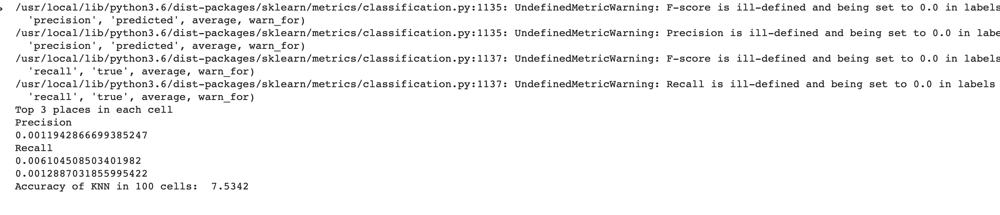 /usr/local/lib/python3.6/dist-packages/sklearn/metrics/classification.py:1135: UndefinedMetricWarning: F-score is ill-defined and being set to 0.0 in labels
'precision', 'predicted', average, warn_for)
/usr/local/lib/python3.6/dist-packages/sklearn/metrics/classification.py:1135: UndefinedMetricWarning: Precision is ill-defined and being set to 0.0 in labe
'precision', 'predicted', average, warn_for)
/usr/local/lib/python3.6/dist-packages/sklearn/metrics/classification.py:1137: UndefinedMetricWarning: F-score is ill-defined and being set to 0.0 in labels
'recall', 'true', average, warn_for)
/usr/local/lib/python3.6/dist-packages/sklearn/metrics/classification.py:1137: UndefinedMetricWarning: Recall is ill-defined and being set to 0.0 in labels
'recall', 'true', average, warn_for)
Top 3 places in each cell
Precision
0.0011942866699385247
Recall
0.006104508503401982
0.0012887031855995422
Accuracy of KNN in 100 cells:  7.5342